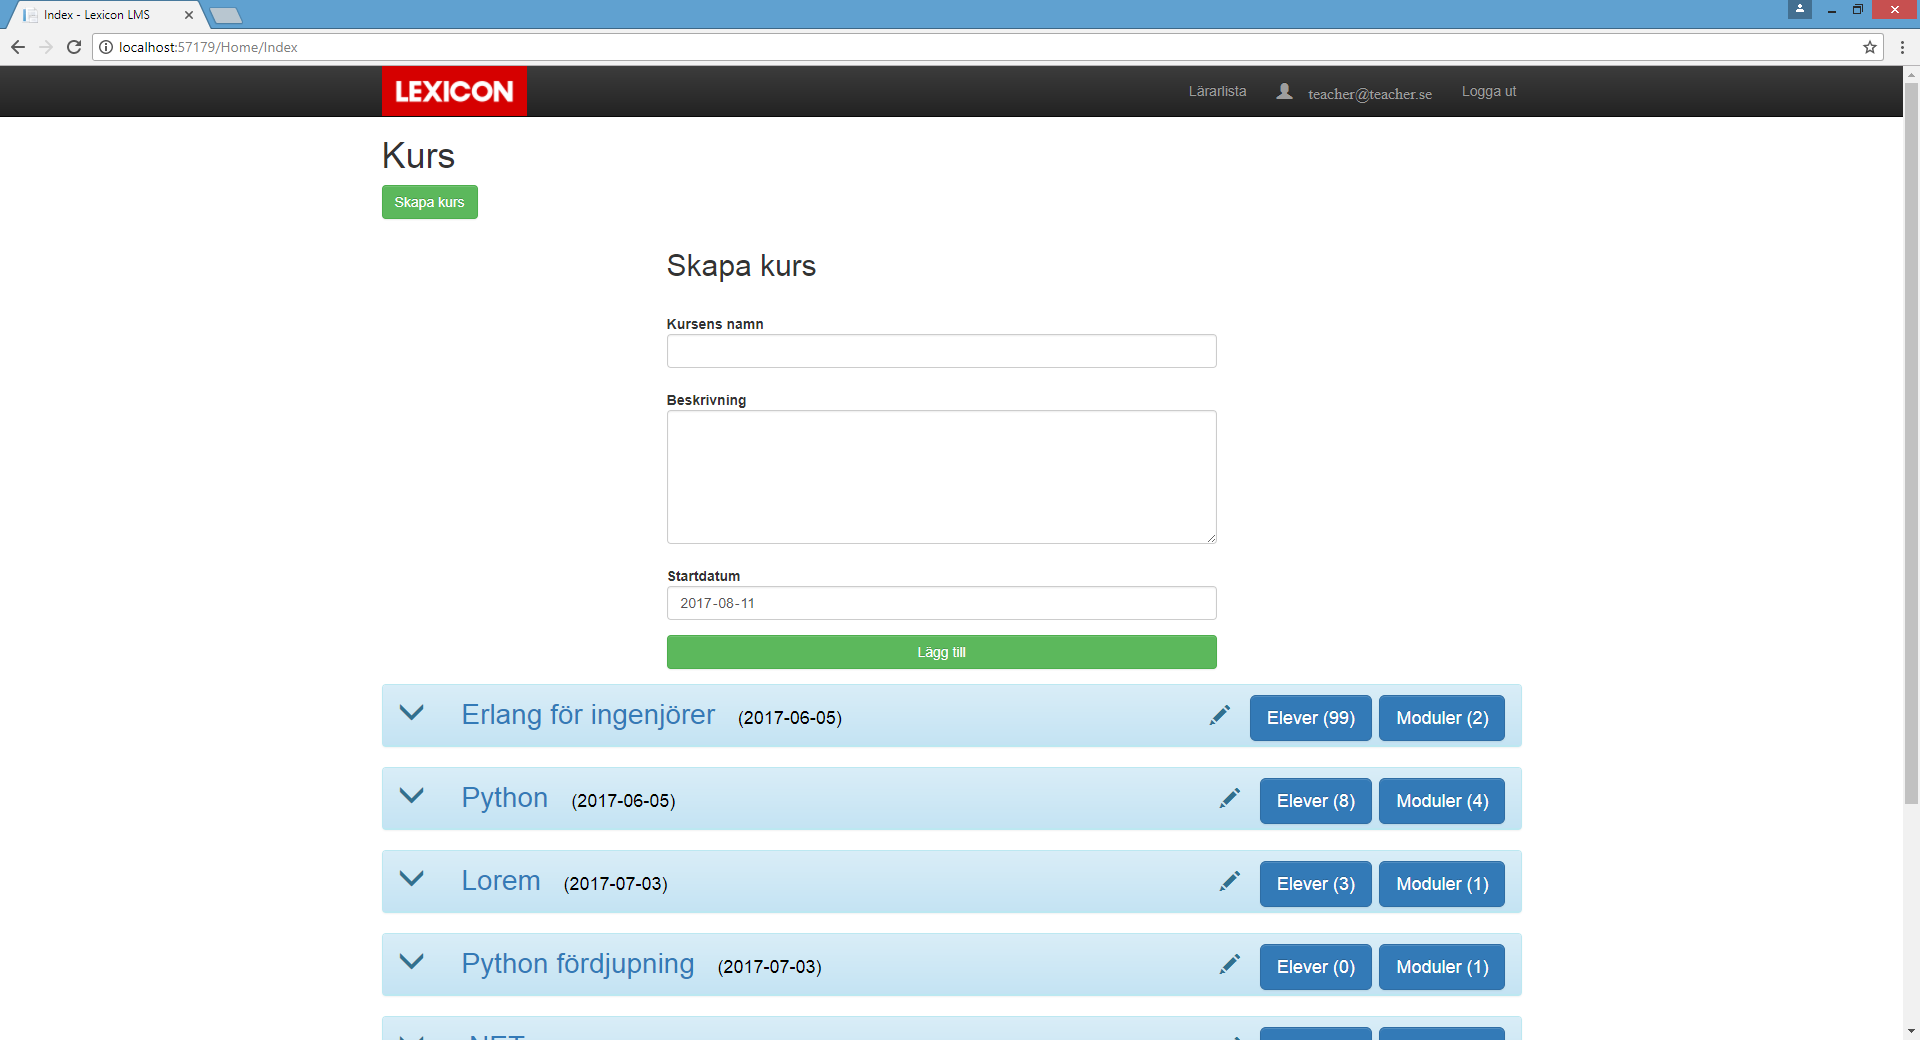 Index - Lexicon LMS
localhost:57179/Home/Index
LEXICON
Lärarlista teacher@teacher.se Logga ut
Kurs
Skapa kurs
Skapa kurs
Kursens namn
Beskrivning
Startdatum
2017-08-11
Lägg till
Erlang för ingenjörer (2017-06-05) Elever (99) Moduler (2)
Python (2017-06-05) Elever (8) Moduler (4)
Lorem (2017-07-03) Elever (3) Moduler (1)
Python fördjupning (2017-07-03) Elever (0) Moduler (1)
.NET